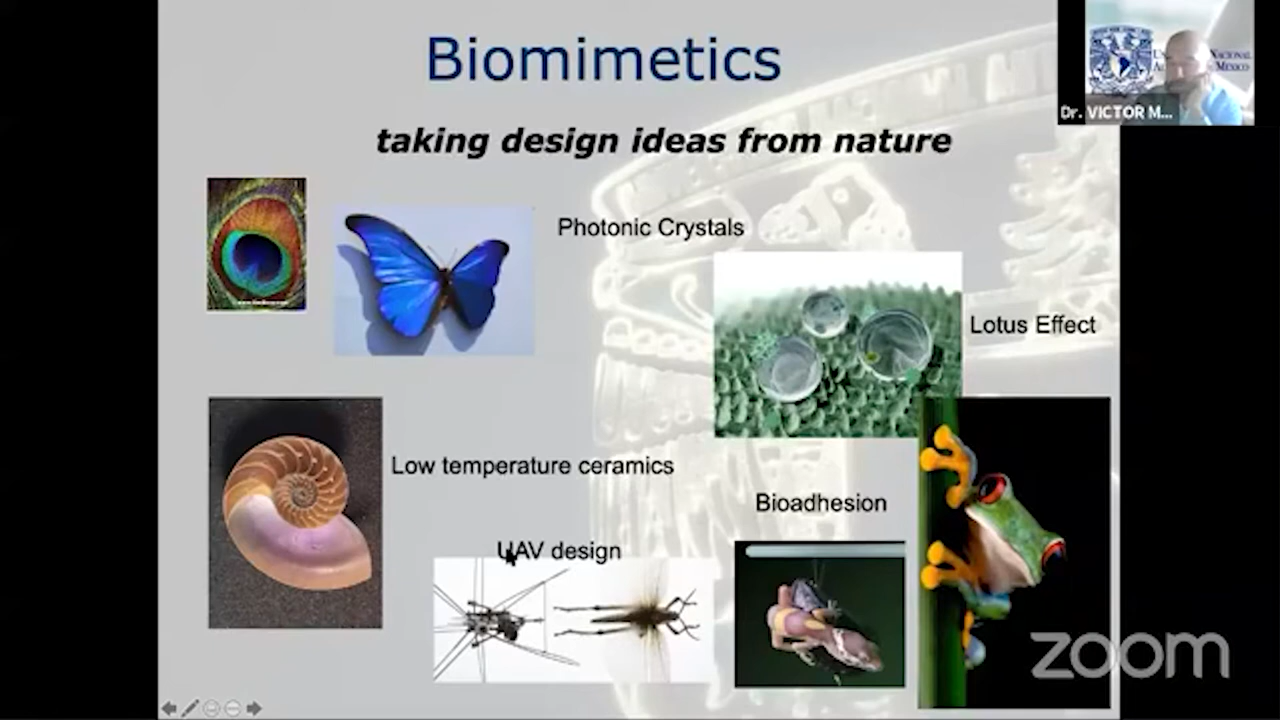 Biomimetics
taking design ideas from nature
Dr. VICTOR M...
Photonic Crystals
Lotus Effect
Low temperature ceramics
Bioadhesion
UAV design
zoom